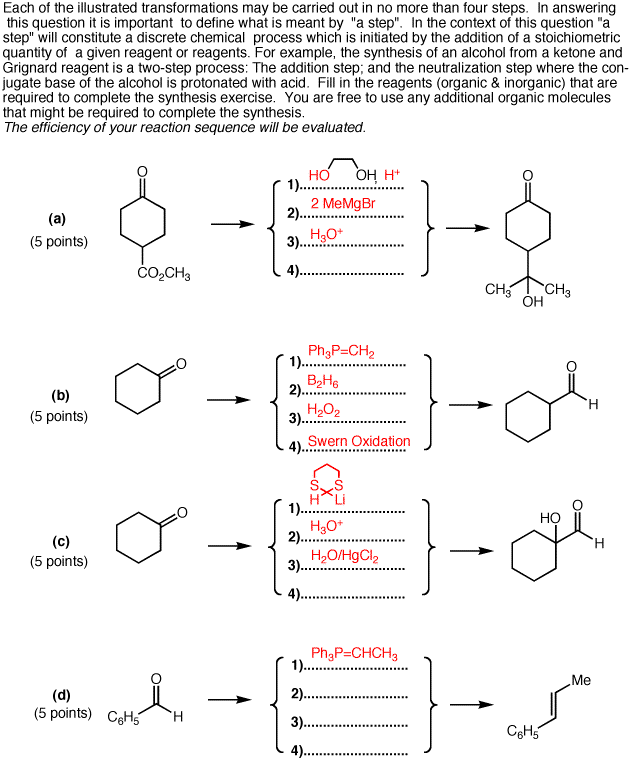 Each of the illustrated transformations may be carried out in no more than four steps. In answering
this question it is important to define what is meant by "a step". In the context of this question "a
step" will constitute a discrete chemical process which is initiated by the addition of a stoichiometric
quantity of a given reagent or reagents. For example, the synthesis of an alcohol from a ketone and
Grignard reagent is a two-step process: The addition step; and the neutralization step where the con-
jugate base of the alcohol is protonated with acid. Fill in the reagents (organic & inorganic) that are
required to complete the synthesis exercise. You are free to use any additional organic molecules
that might be required to complete the synthesis.
The efficiency of your reaction sequence will be evaluated.
(a)
(5 points)
O
CO₂CH₃
HO OH, H⁺
1)
2) 2 MeMgBr
3) H₃O⁺
4)
O
CH₃ CH₃
OH
(b)
(5 points)
O
1) Ph₃P=CH₂
2) B₂H₆
3) H₂O₂
4) Swern Oxidation
O
H
(c)
(5 points)
O
S S
H Li
1)
2) H₃O⁺
3) H₂O/HgCl₂
4)
HO O
H
(d)
(5 points)
O
C₆H₅ H
1) Ph₃P=CHCH₃
2)
3)
4)
Me
C₆H₅